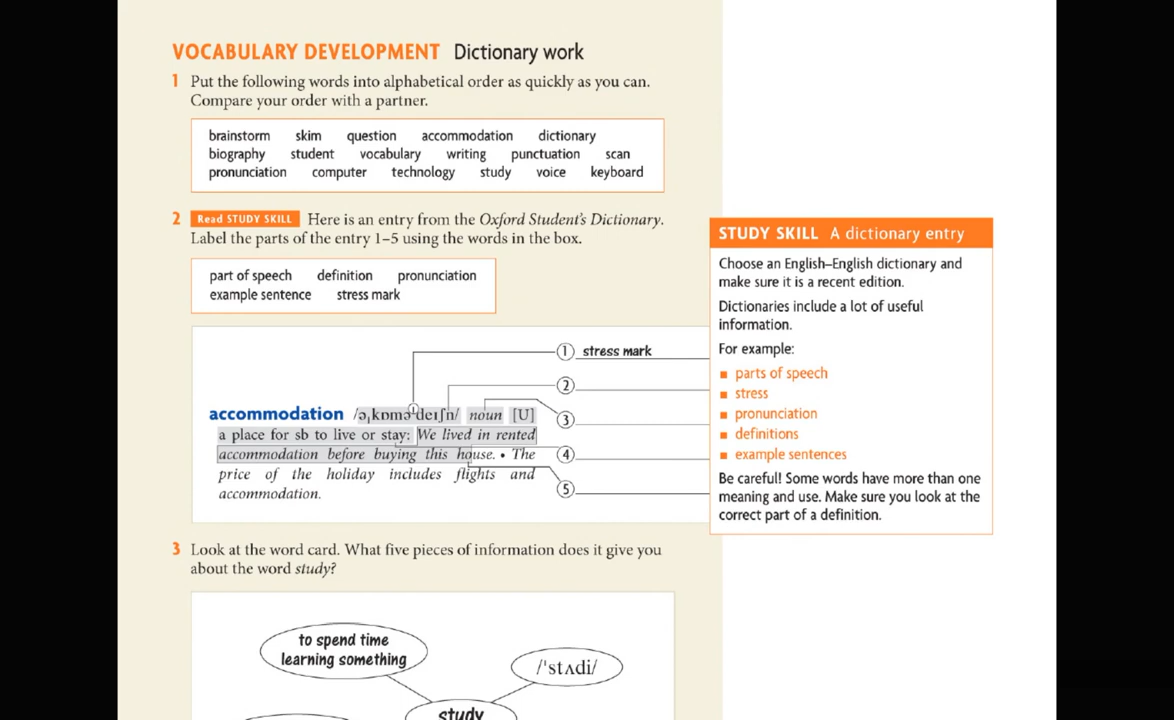 VOCABULARY DEVELOPMENT Dictionary work
1 Put the following words into alphabetical order as quickly as you can.
Compare your order with a partner.
brainstorm skim question accommodation dictionary
biography student vocabulary writing punctuation scan
pronunciation computer technology study voice keyboard
2 Read STUDY SKILL Here is an entry from the Oxford Student's Dictionary.
Label the parts of the entry 1–5 using the words in the box.
part of speech definition pronunciation
example sentence stress mark
1 stress mark
2
3
4
5
accommodation /əˌkɒməˈdeɪʃn/ noun [U]
a place for sb to live or stay: We lived in rented
accommodation before buying this house. • The
price of the holiday includes flights and
accommodation.
STUDY SKILL A dictionary entry
Choose an English–English dictionary and
make sure it is a recent edition.
Dictionaries include a lot of useful
information.
For example:
■ parts of speech
■ stress
■ pronunciation
■ definitions
■ example sentences
Be careful! Some words have more than one
meaning and use. Make sure you look at the
correct part of a definition.
3 Look at the word card. What five pieces of information does it give you
about the word study?
to spend time
learning something
/ˈstʌdi/
study